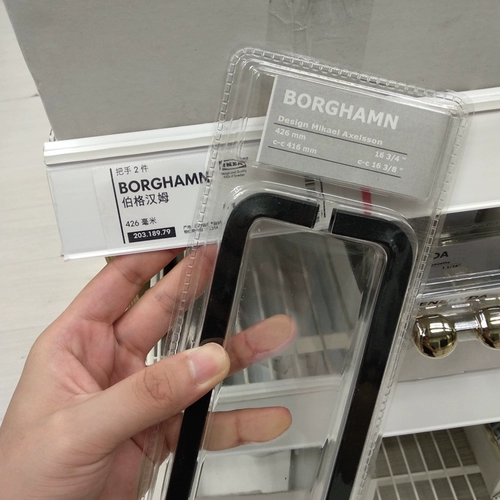 BORGHAMN
Design Mikael Axelsson
426 mm 16 3/4 "
c-c 416 mm c-c 16 3/8 "
把手 2 件
BORGHAMN
伯格汉姆
426 毫米
203.189.79